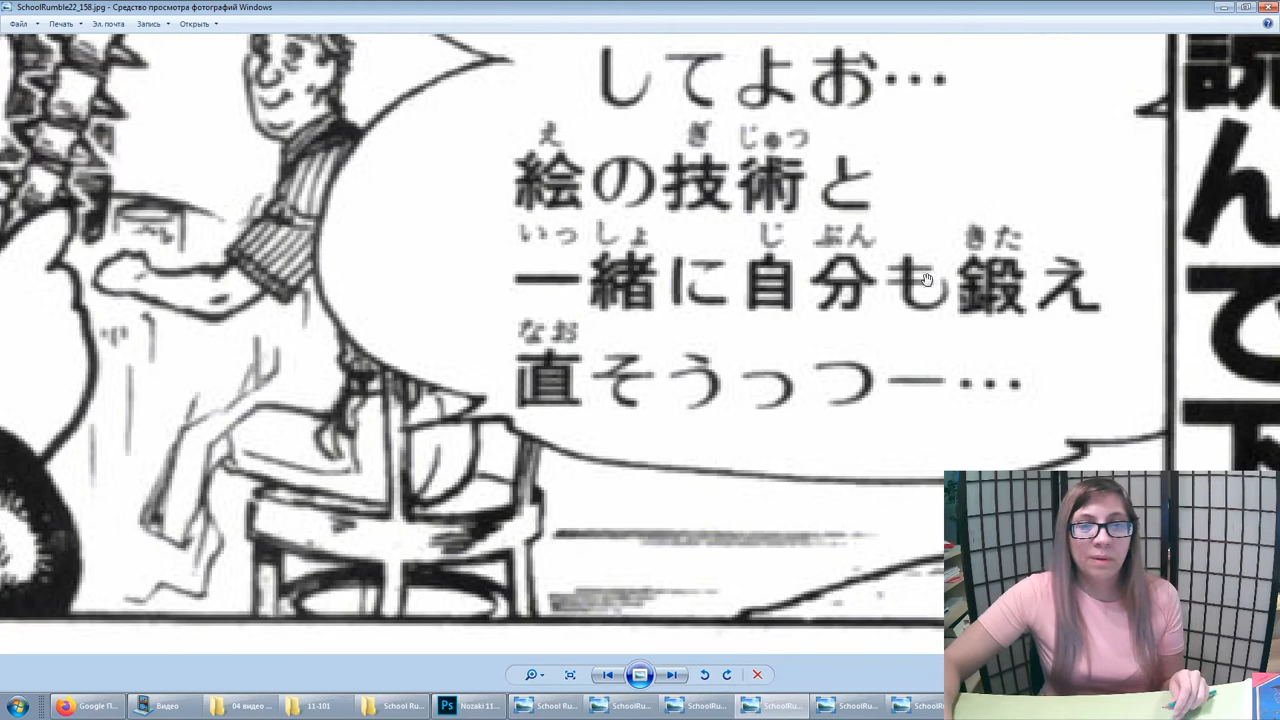 SchoolRumble22_158.jpg - Средство просмотра фотографий Windows
Файл Печать Эл. почта Запись Открыть
してよお…
絵の技術と
え ぎ じゅつ
一緒に自分も鍛え
いっ しょ じ ぶん きた
直そうっつー…
なお
んで
Google П...
Видео
04 видео ...
11-101
School Ru...
Ps Nozaki 11...
School Ru...
SchoolRu...
SchoolRu...
SchoolRu...
SchoolRu...